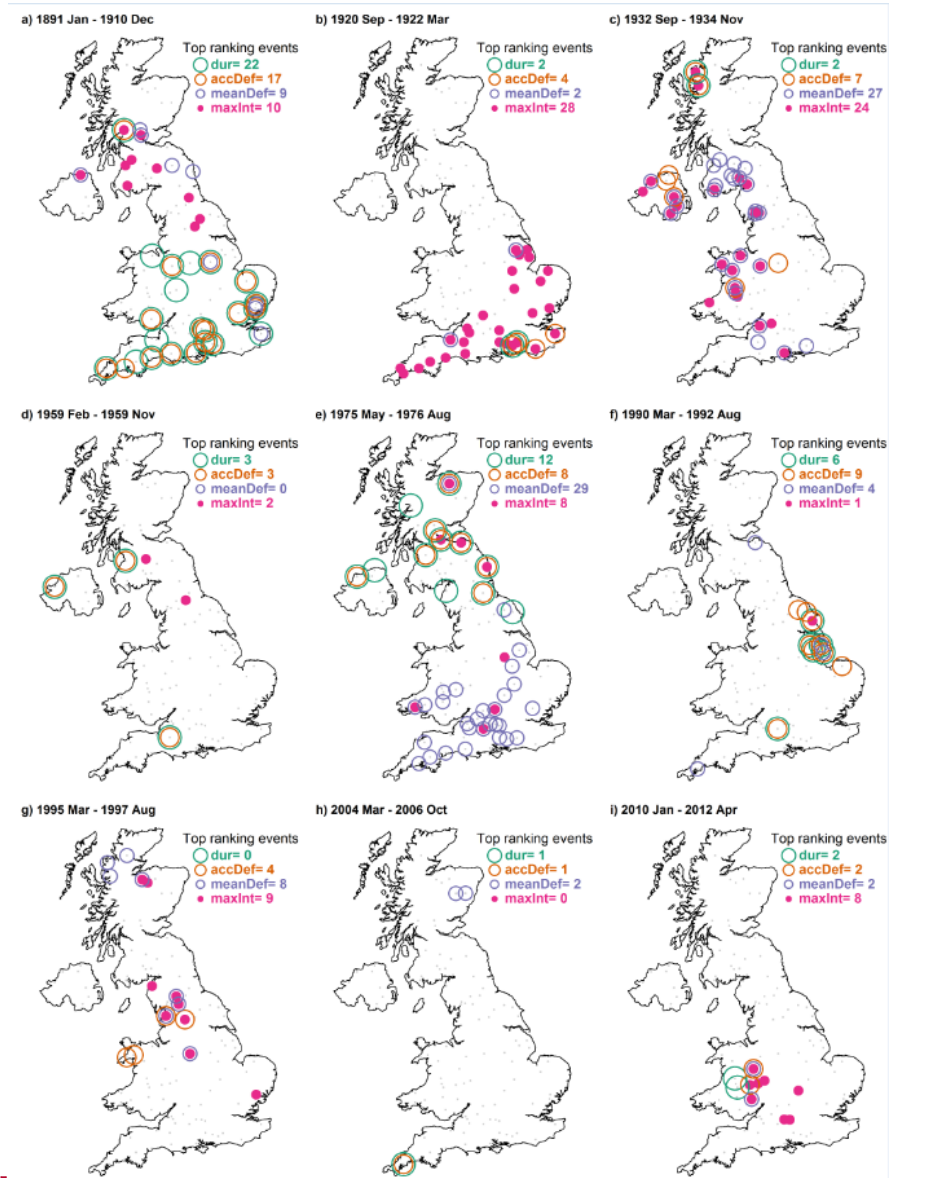 a) 1891 Jan - 1910 Dec
Top ranking events
dur= 22
accDef= 17
meanDef= 9
maxInt= 10
b) 1920 Sep - 1922 Mar
Top ranking events
dur= 2
accDef= 4
meanDef= 2
maxInt= 28
c) 1932 Sep - 1934 Nov
Top ranking events
dur= 2
accDef= 7
meanDef= 27
maxInt= 24
d) 1959 Feb - 1959 Nov
Top ranking events
dur= 3
accDef= 3
meanDef= 0
maxInt= 2
e) 1975 May - 1976 Aug
Top ranking events
dur= 12
accDef= 8
meanDef= 29
maxInt= 8
f) 1990 Mar - 1992 Aug
Top ranking events
dur= 6
accDef= 9
meanDef= 4
maxInt= 1
g) 1995 Mar - 1997 Aug
Top ranking events
dur= 0
accDef= 4
meanDef= 8
maxInt= 9
h) 2004 Mar - 2006 Oct
Top ranking events
dur= 1
accDef= 1
meanDef= 2
maxInt= 0
i) 2010 Jan - 2012 Apr
Top ranking events
dur= 2
accDef= 2
meanDef= 2
maxInt= 8